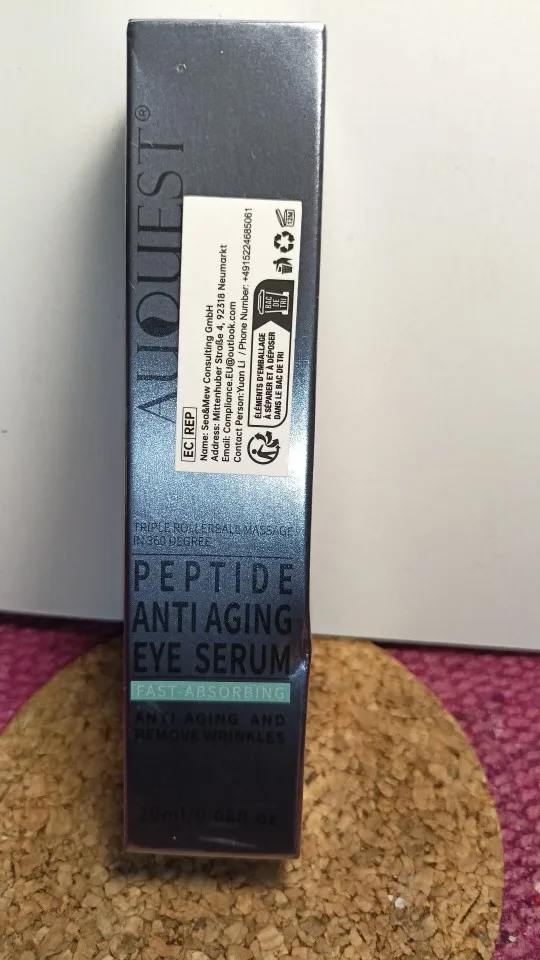 AUQUEST®
EC REP
Name: Sea&Mew Consulting GmbH
Address: Mittenhuber Straße 4, 92318 Neumarkt
Email: Compliance.EU@outlook.com
Contact Person:Yuan Li / Phone Number: +4915224685061
ÉLÉMENTS D'EMBALLAGE
À SÉPARER ET À DÉPOSER
DANS LE BAC DE TRI
BAC
DE
TRI
12M
TRIPLE ROLLERBALL MASSAGE
IN 360 DEGREE
PEPTIDE
ANTI AGING
EYE SERUM
FAST-ABSORBING
ANTI AGING AND
REMOVE WRINKLES